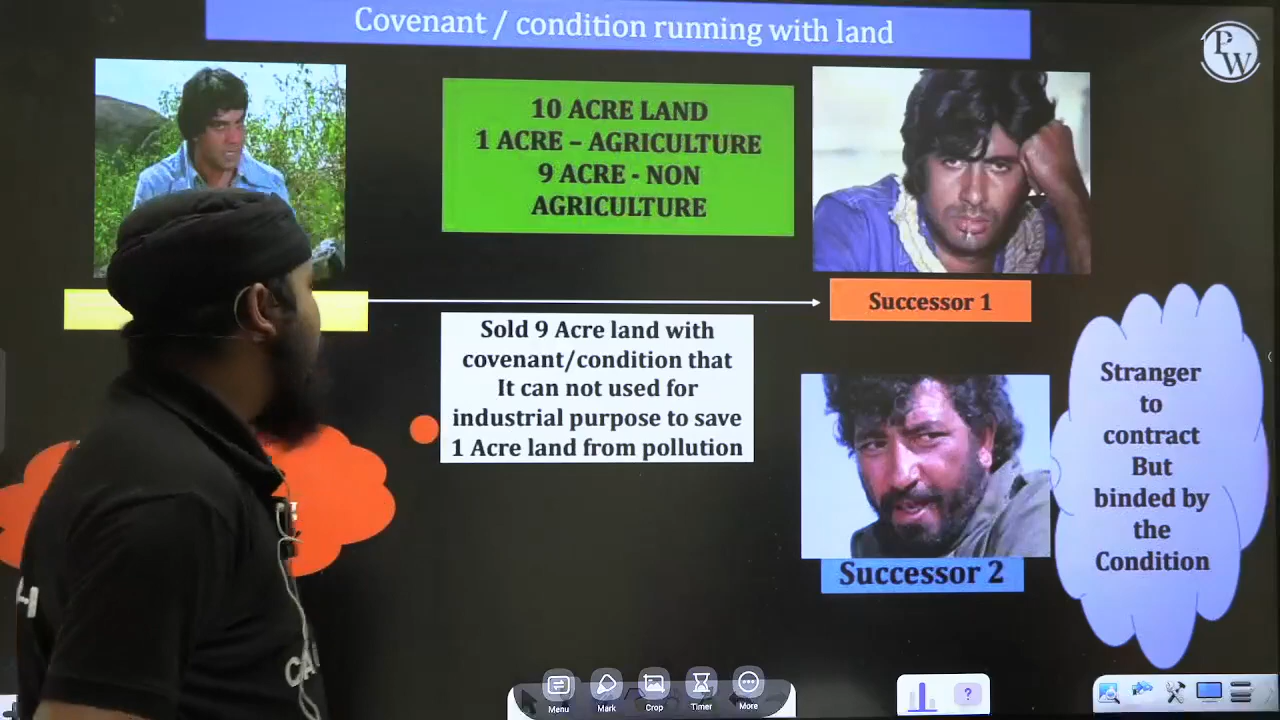 Covenant / condition running with land
PW
10 ACRE LAND
1 ACRE – AGRICULTURE
9 ACRE - NON
AGRICULTURE
Successor 1
Sold 9 Acre land with
covenant/condition that
It can not used for
industrial purpose to save
1 Acre land from pollution
Stranger
to
contract
But
binded by
the
Condition
Successor 2
Menu
Mark
Crop
Timer
More
?